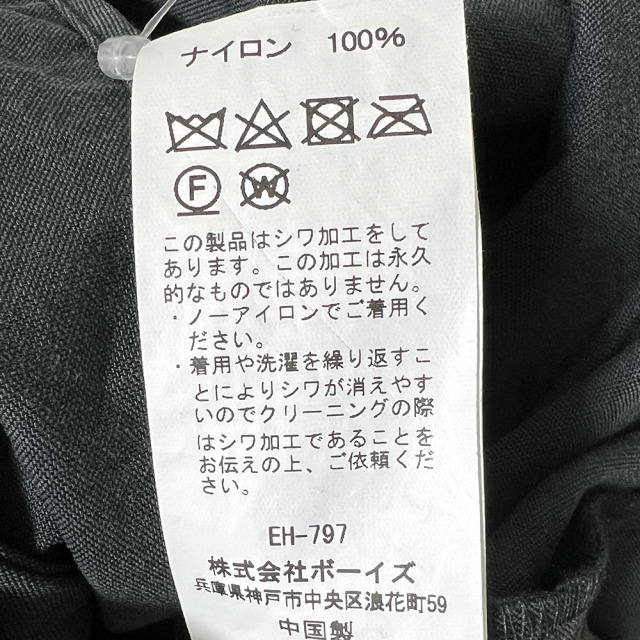 ナイロン 100%
F W
この製品はシワ加工をして
あります。この加工は永久
的なものではありません。
・ノーアイロンでご着用く
ださい。
・着用や洗濯を繰り返すこ
とによりシワが消えやす
いのでクリーニングの際
はシワ加工であることを
お伝えの上、ご依頼くだ
さい。
EH-797
株式会社ボーイズ
兵庫県神戸市中央区浪花町59
中国製